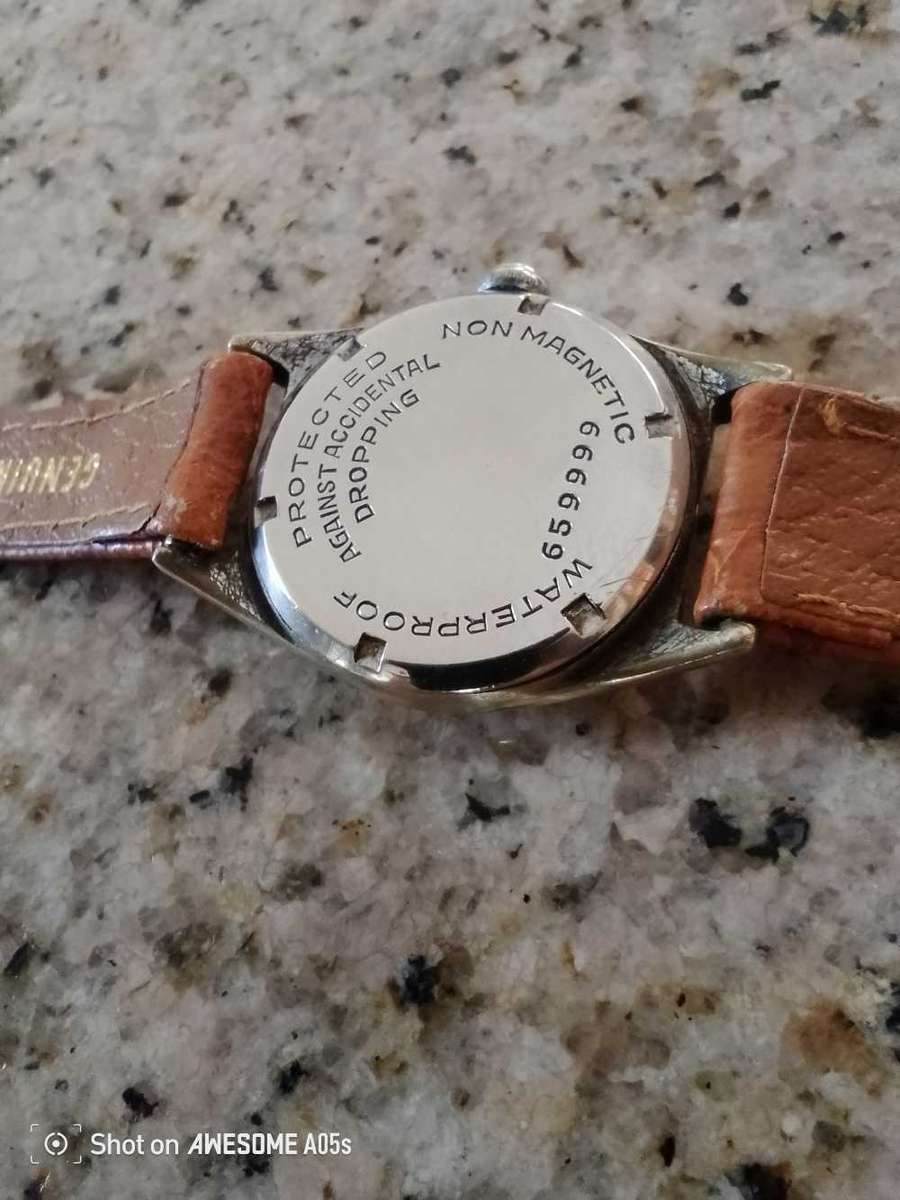 NON MAGNETIC
PROTECTED
AGAINST ACCIDENTAL
DROPPING
659999
WATERPROOF
GENUIN
Shot on AWESOME A05s